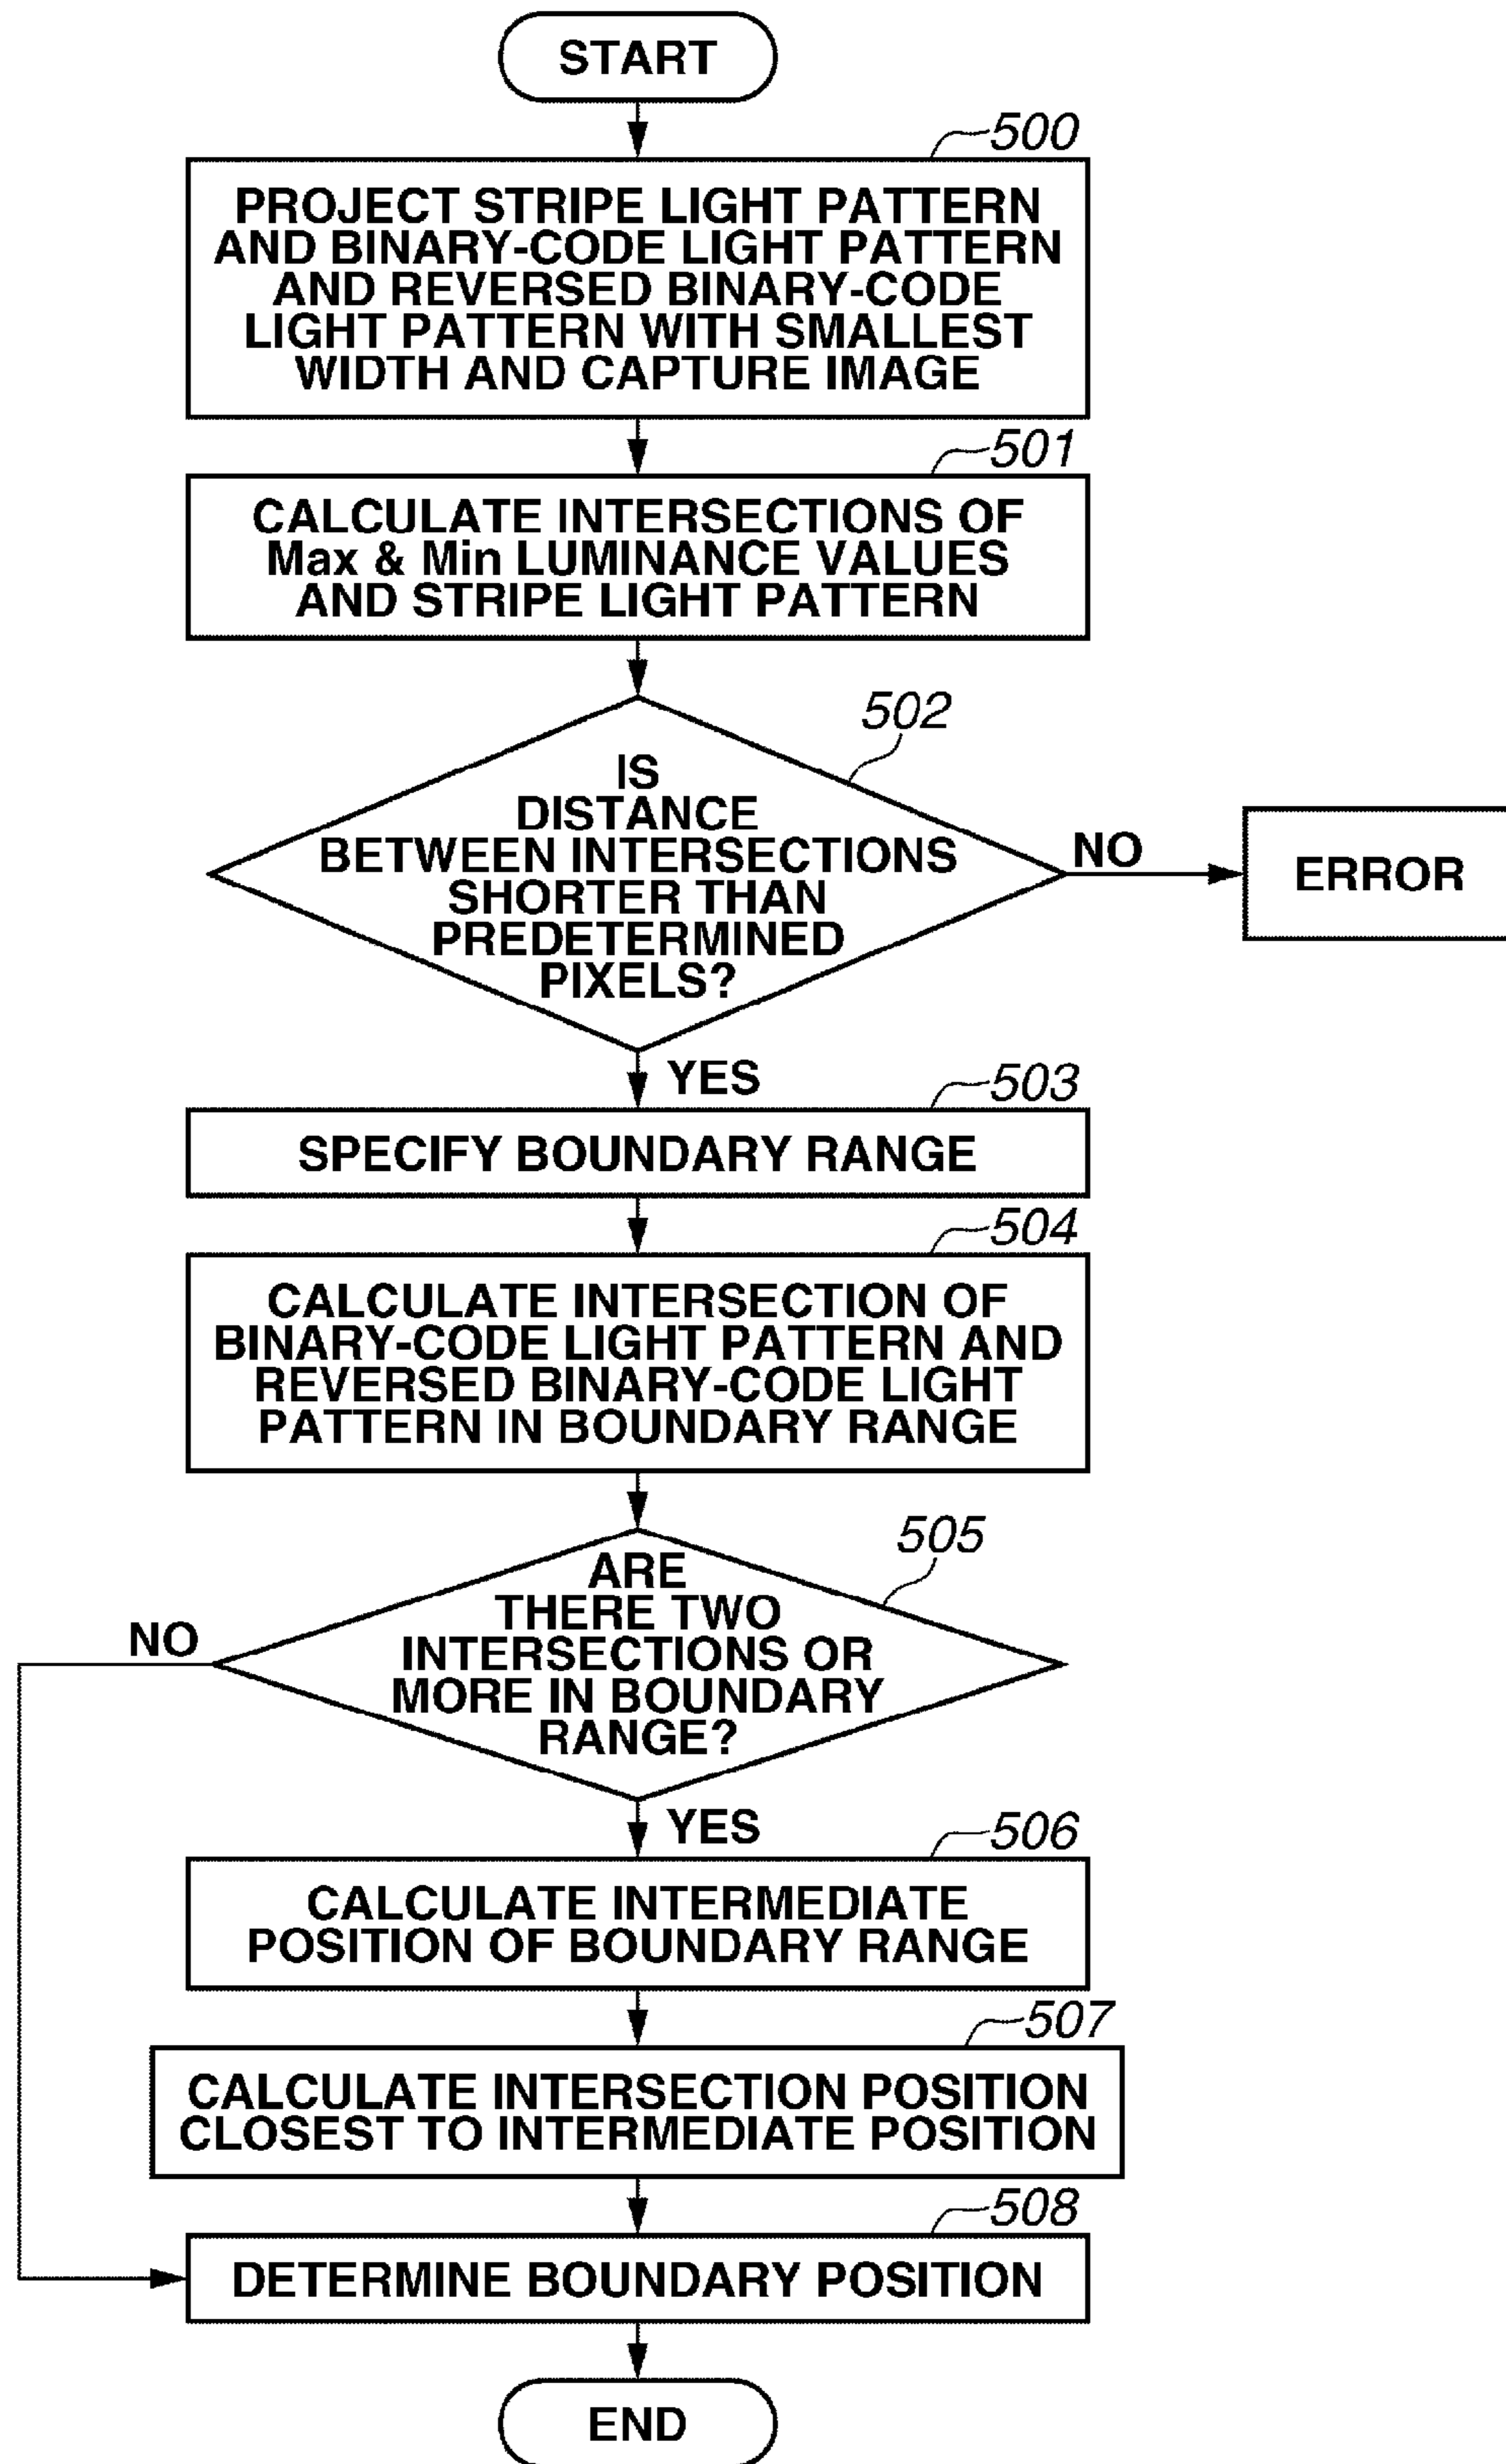 START
500
PROJECT STRIPE LIGHT PATTERN
AND BINARY-CODE LIGHT PATTERN
AND REVERSED BINARY-CODE
LIGHT PATTERN WITH SMALLEST
WIDTH AND CAPTURE IMAGE
501
CALCULATE INTERSECTIONS OF
Max & Min LUMINANCE VALUES
AND STRIPE LIGHT PATTERN
502
IS
DISTANCE
BETWEEN INTERSECTIONS
SHORTER THAN
PREDETERMINED
PIXELS?
NO
ERROR
YES
503
SPECIFY BOUNDARY RANGE
504
CALCULATE INTERSECTION OF
BINARY-CODE LIGHT PATTERN AND
REVERSED BINARY-CODE LIGHT
PATTERN IN BOUNDARY RANGE
505
ARE
THERE TWO
INTERSECTIONS OR
MORE IN BOUNDARY
RANGE?
NO
YES
506
CALCULATE INTERMEDIATE
POSITION OF BOUNDARY RANGE
507
CALCULATE INTERSECTION POSITION
CLOSEST TO INTERMEDIATE POSITION
508
DETERMINE BOUNDARY POSITION
END